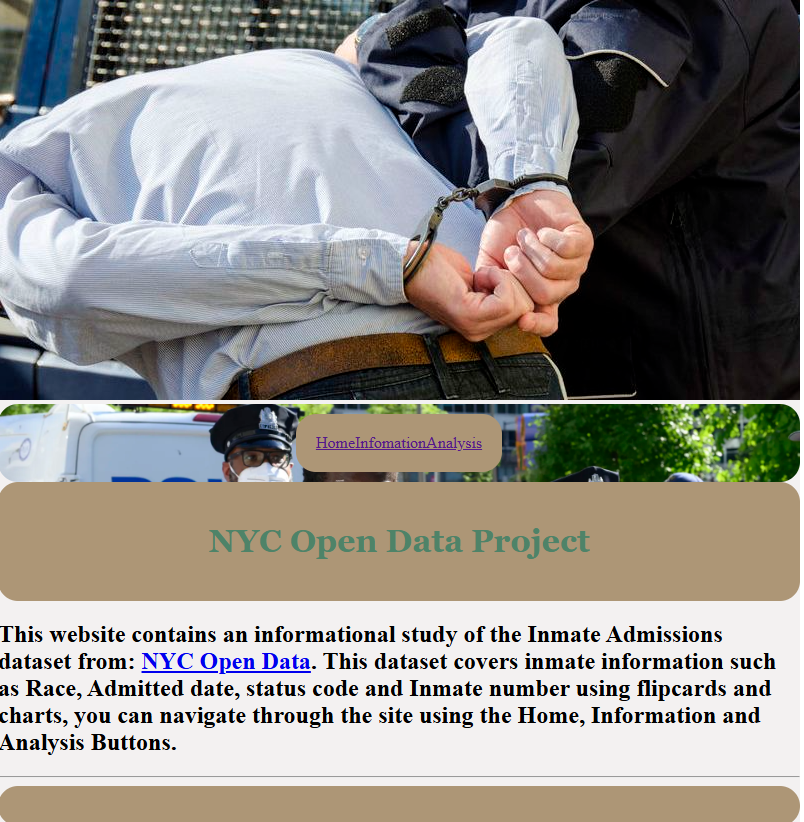 HomeInfomationAnalysis
NYC Open Data Project
This website contains an informational study of the Inmate Admissions
dataset from: NYC Open Data. This dataset covers inmate information such
as Race, Admitted date, status code and Inmate number using flipcards and
charts, you can navigate through the site using the Home, Information and
Analysis Buttons.